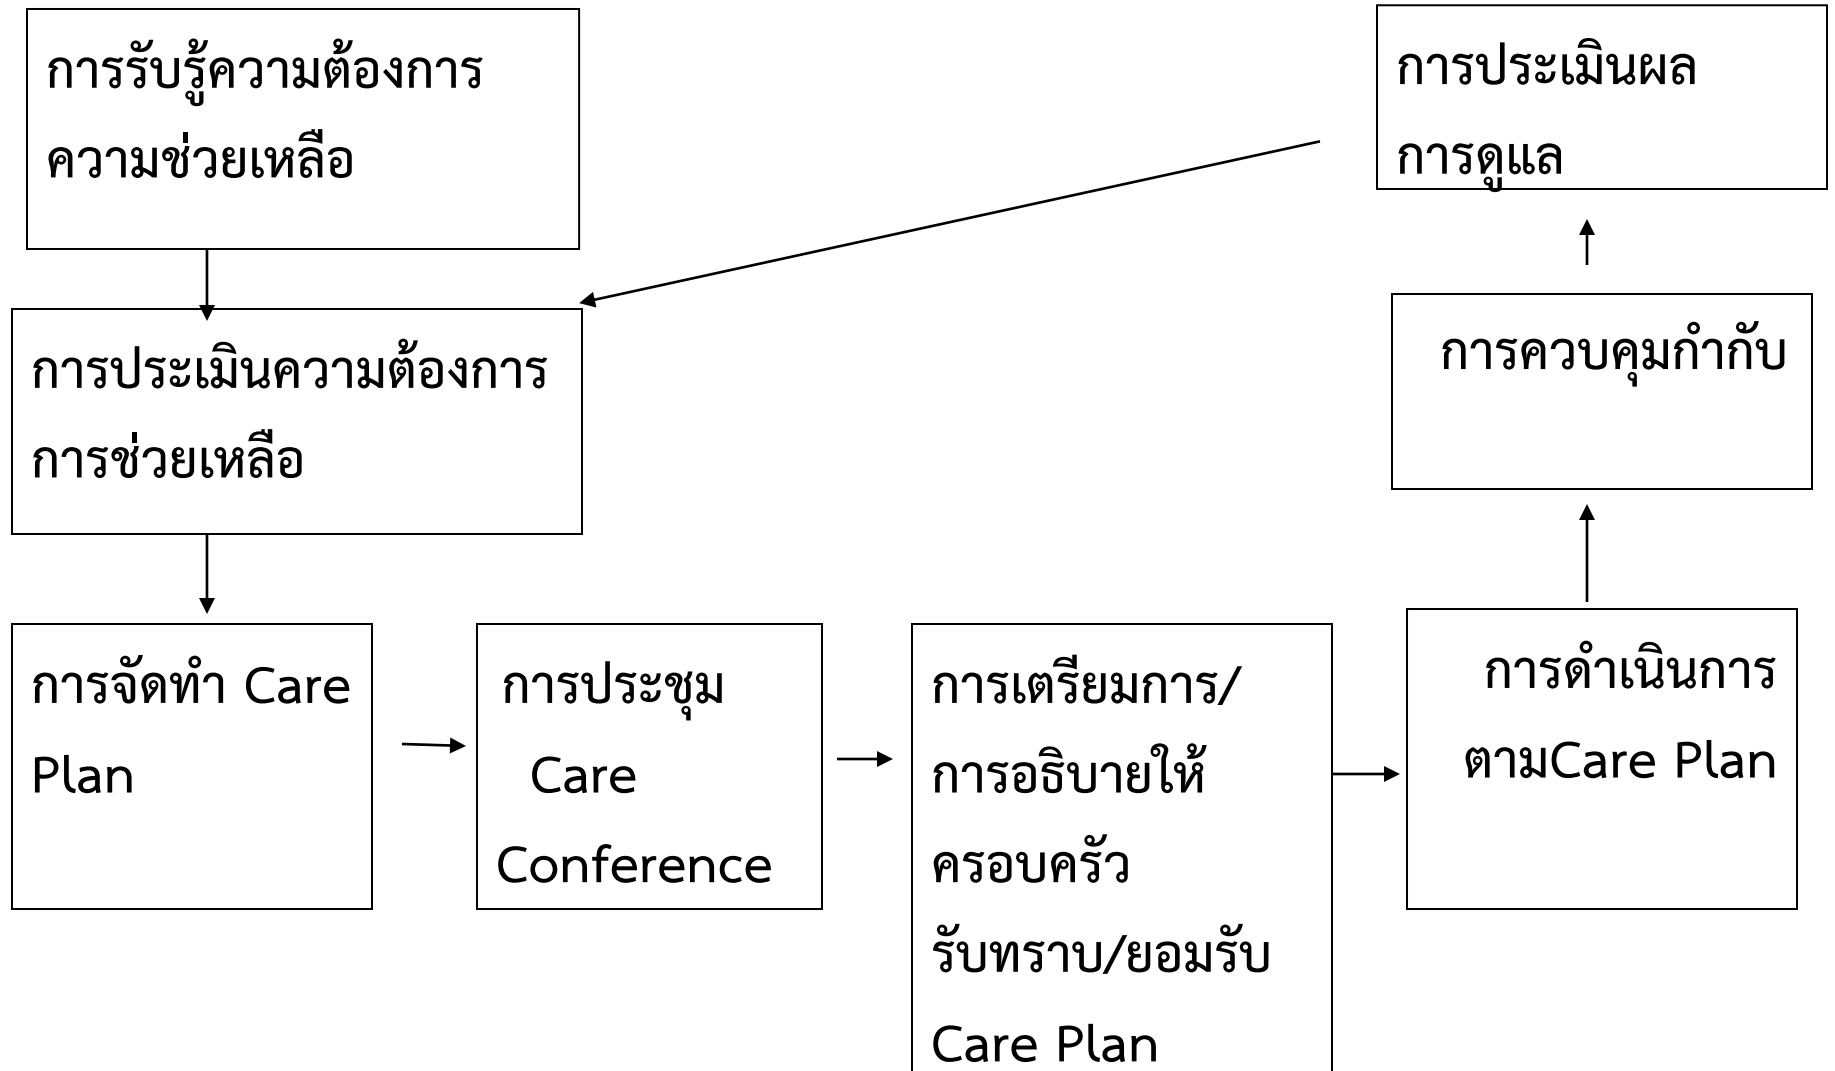 การรับรู้ความต้องการ
ความช่วยเหลือ
การประเมินความต้องการ
การช่วยเหลือ
การจัดทำ Care
Plan
การประชุม
Care
Conference
การเตรียมการ/
การอธิบายให้
ครอบครัว
รับทราบ/ยอมรับ
Care Plan
การดำเนินการ
ตามCare Plan
การควบคุมกำกับ
การประเมินผล
การดูแล